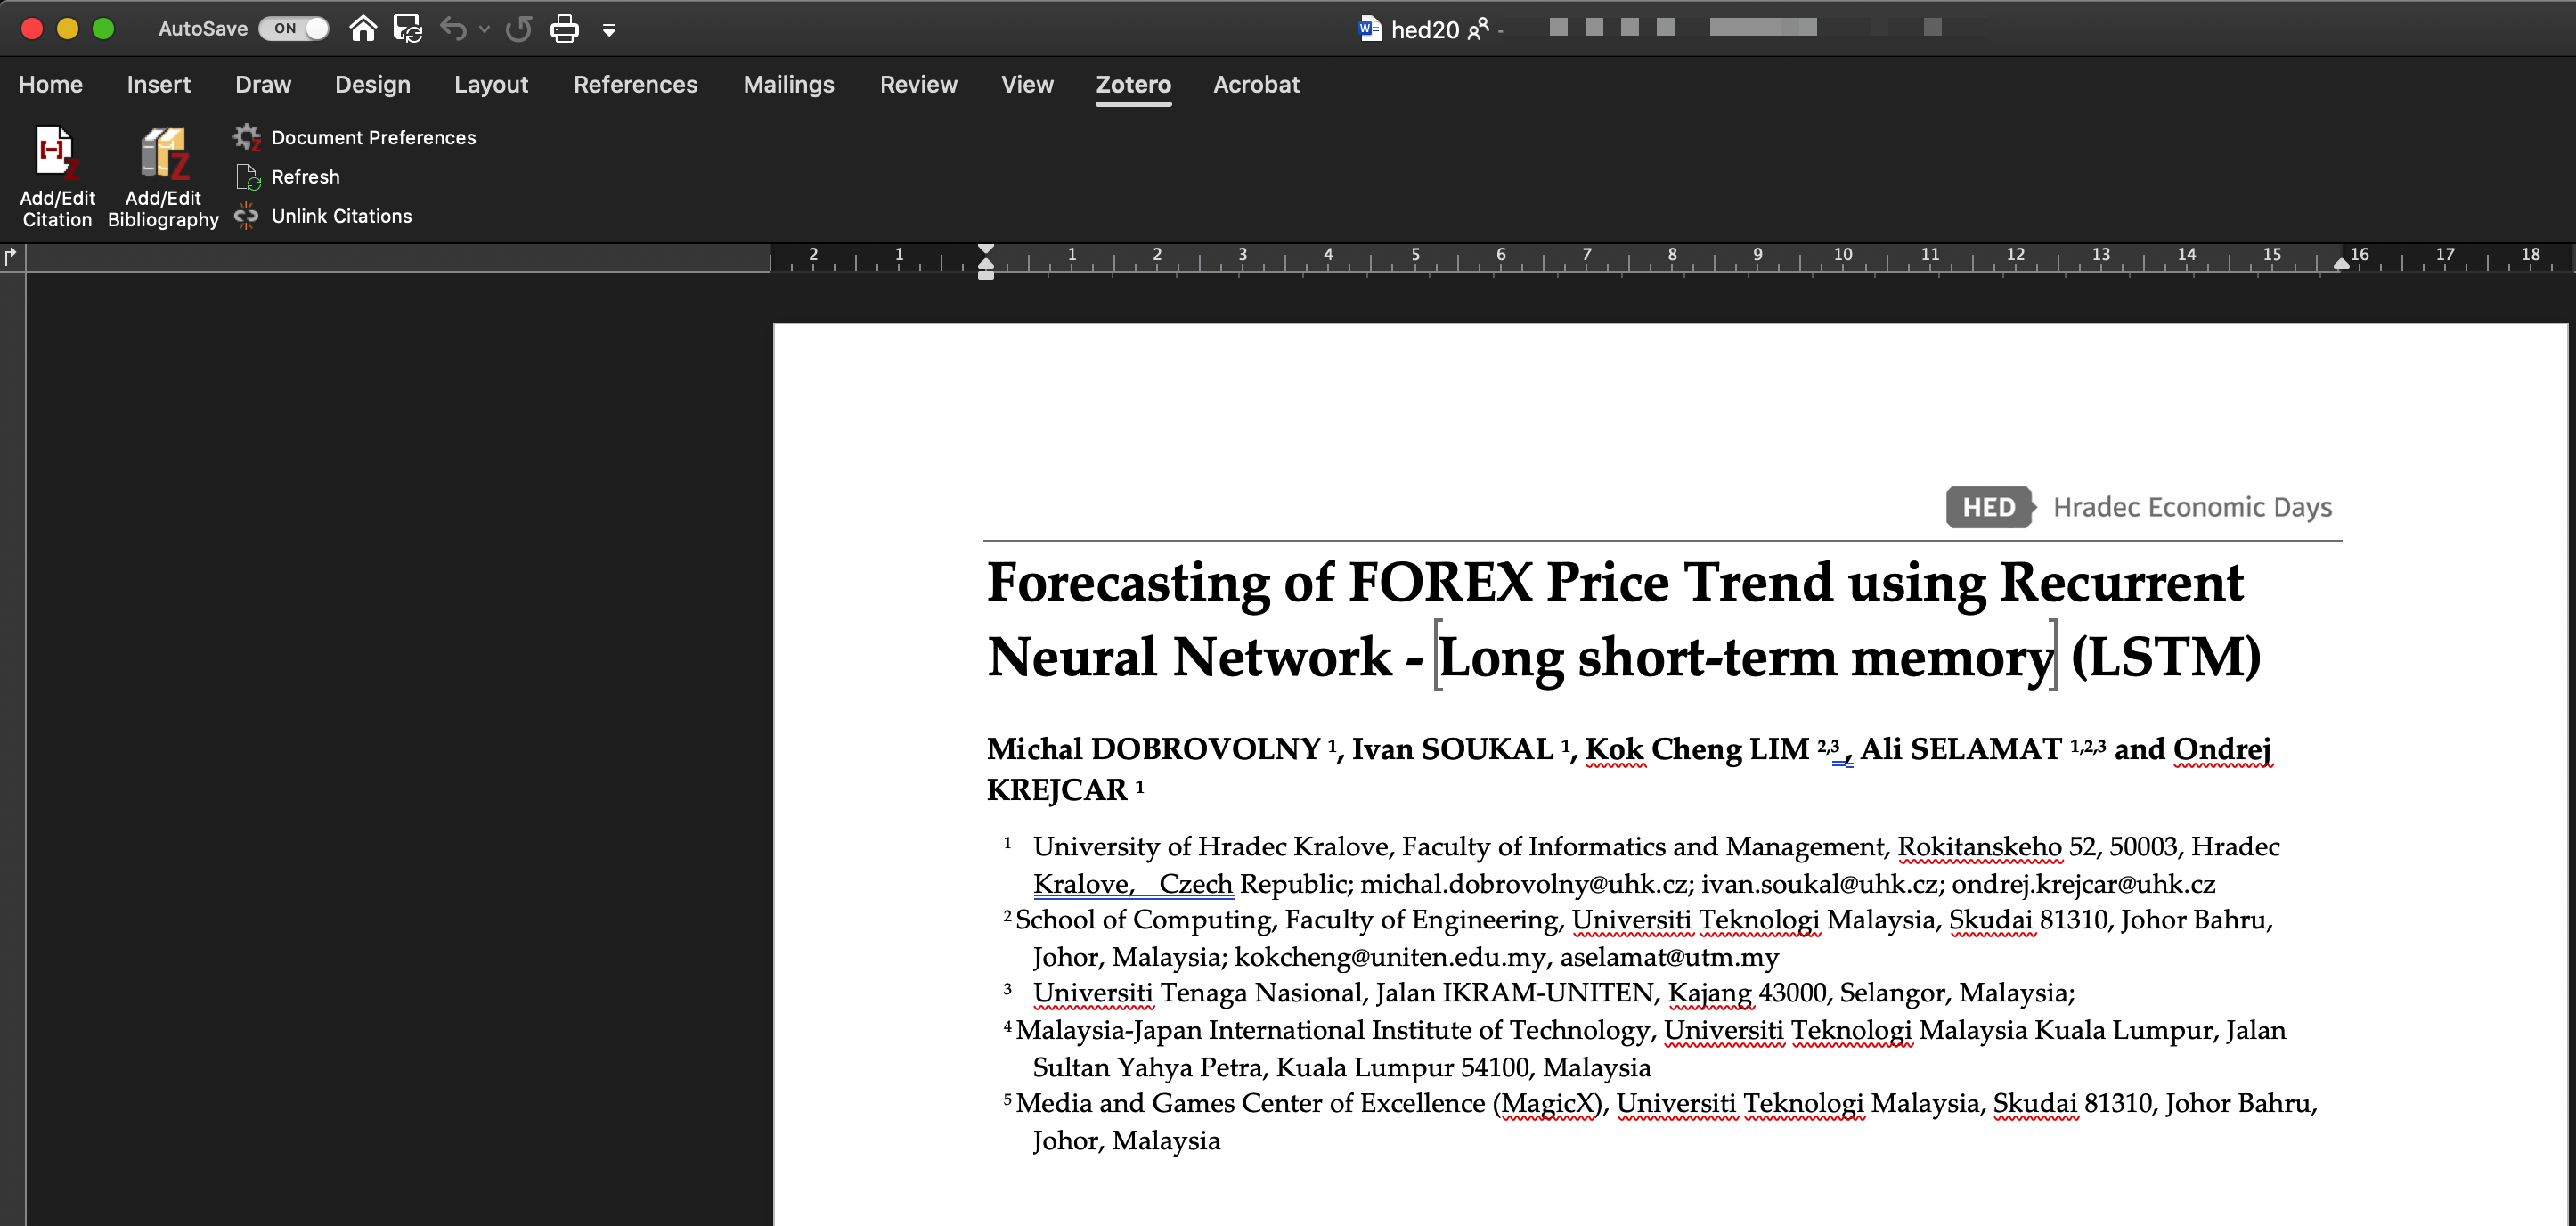 AutoSave ON hed20 -
Home Insert Draw Design Layout References Mailings Review View Zotero Acrobat
Add/Edit Citation
Add/Edit Bibliography
Document Preferences
Refresh
Unlink Citations
2 1 1 2 3 4 5 6 7 8 9 10 11 12 13 14 15 16 17 18
HED Hradec Economic Days
Forecasting of FOREX Price Trend using Recurrent
Neural Network - [Long short-term memory] (LSTM)
Michal DOBROVOLNY ¹, Ivan SOUKAL ¹, Kok Cheng LIM ²,³, Ali SELAMAT ¹,²,³ and Ondrej
KREJCAR ¹
¹ University of Hradec Kralove, Faculty of Informatics and Management, Rokitanskeho 52, 50003, Hradec
Kralove, Czech Republic; michal.dobrovolny@uhk.cz; ivan.soukal@uhk.cz; ondrej.krejcar@uhk.cz
² School of Computing, Faculty of Engineering, Universiti Teknologi Malaysia, Skudai 81310, Johor Bahru,
Johor, Malaysia; kokcheng@uniten.edu.my, aselamat@utm.my
³ Universiti Tenaga Nasional, Jalan IKRAM-UNITEN, Kajang 43000, Selangor, Malaysia;
⁴ Malaysia-Japan International Institute of Technology, Universiti Teknologi Malaysia Kuala Lumpur, Jalan
Sultan Yahya Petra, Kuala Lumpur 54100, Malaysia
⁵ Media and Games Center of Excellence (MagicX), Universiti Teknologi Malaysia, Skudai 81310, Johor Bahru,
Johor, Malaysia